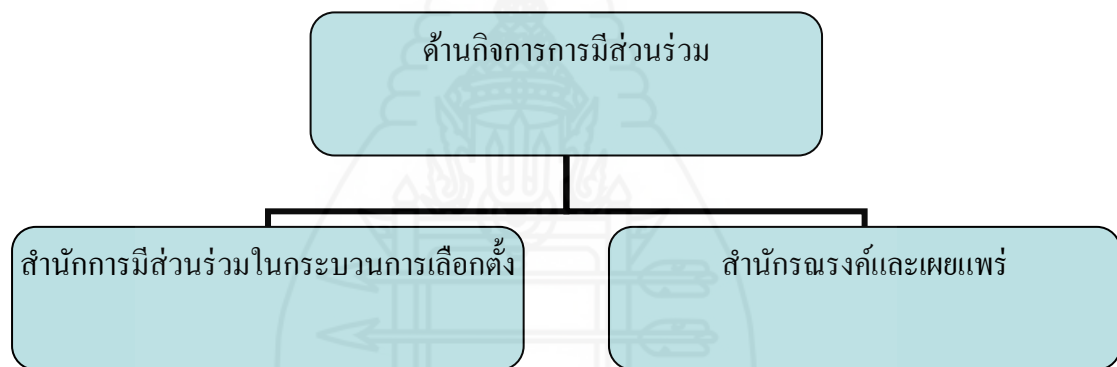 ด้านกิจการการมีส่วนร่วม
สำนักการมีส่วนร่วมในกระบวนการเลือกตั้ง
สำนักรณรงค์และเผยแพร่